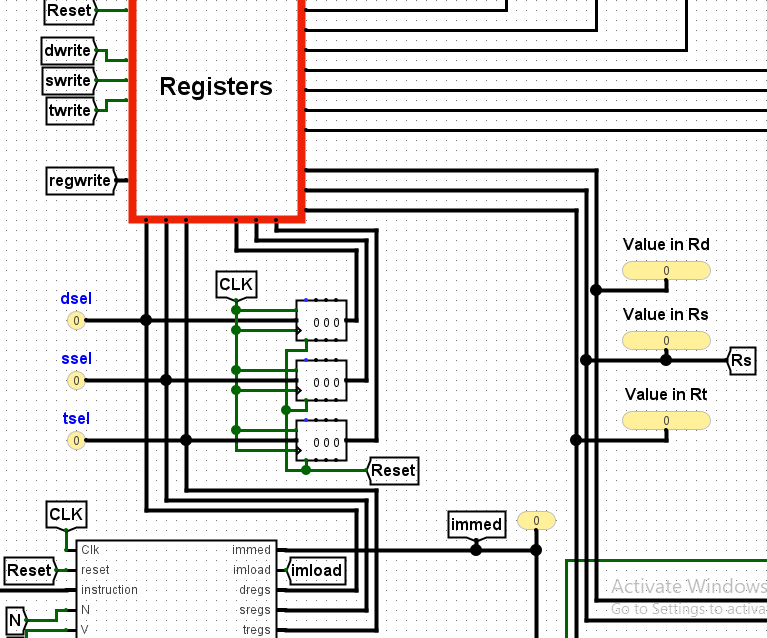 Reset
dwrite
swrite
twrite
Registers
regwrite
CLK
dsel
0
0 0 0
ssel
0
0 0 0
tsel
0
0 0 0
Reset
Value in Rd
0
Value in Rs
0
Rs
Value in Rt
0
CLK
Reset
N
Clk
reset
instruction
N
V
immed
imload
dregs
sregs
tregs
imload
immed
0
Activate Windows
Go to Settings to activa